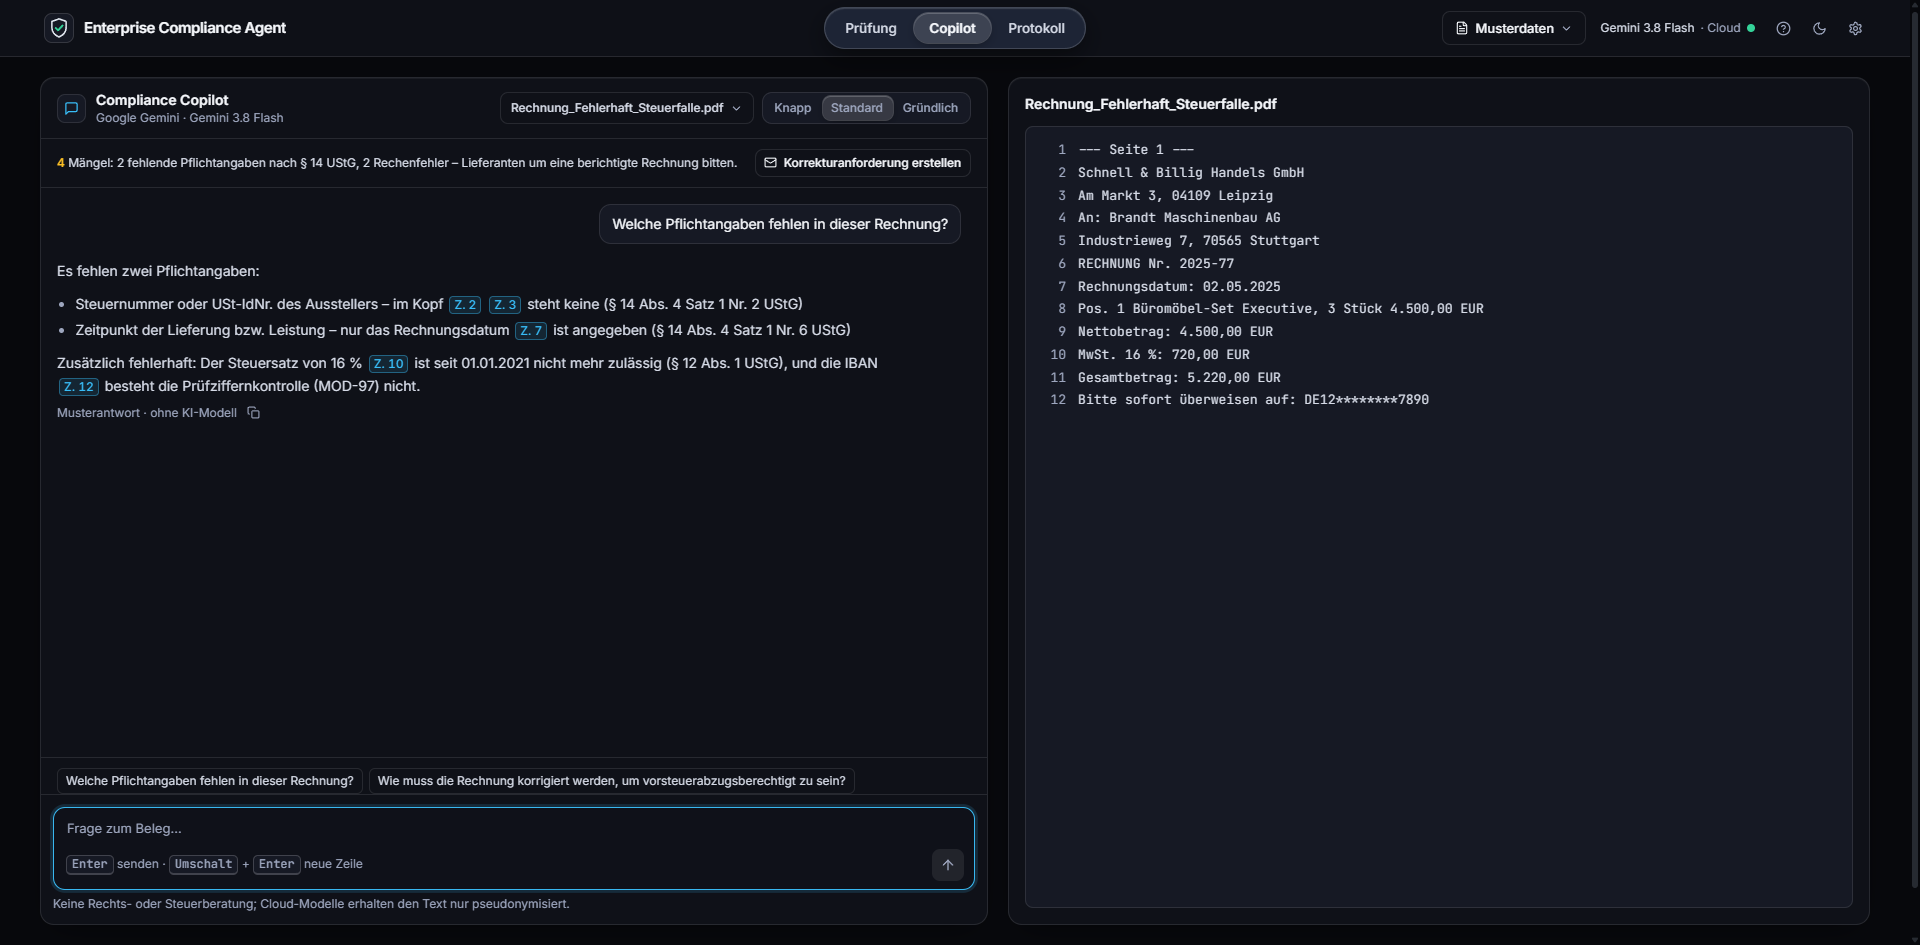 Enterprise Compliance Agent
Prüfung Copilot Protokoll
Musterdaten
Gemini 3.8 Flash · Cloud
Compliance Copilot
Google Gemini · Gemini 3.8 Flash
Rechnung_Fehlerhaft_Steuerfalle.pdf
Knapp Standard Gründlich
4 Mängel: 2 fehlende Pflichtangaben nach § 14 UStG, 2 Rechenfehler – Lieferanten um eine berichtigte Rechnung bitten.
Korrekturanforderung erstellen
Welche Pflichtangaben fehlen in dieser Rechnung?
Es fehlen zwei Pflichtangaben:
• Steuernummer oder USt-IdNr. des Ausstellers – im Kopf Z. 2 Z. 3 steht keine (§ 14 Abs. 4 Satz 1 Nr. 2 UStG)
• Zeitpunkt der Lieferung bzw. Leistung – nur das Rechnungsdatum Z. 7 ist angegeben (§ 14 Abs. 4 Satz 1 Nr. 6 UStG)
Zusätzlich fehlerhaft: Der Steuersatz von 16 % Z. 10 ist seit 01.01.2021 nicht mehr zulässig (§ 12 Abs. 1 UStG), und die IBAN
Z. 12 besteht die Prüfziffernkontrolle (MOD-97) nicht.
Musterantwort · ohne KI-Modell
Welche Pflichtangaben fehlen in dieser Rechnung?
Wie muss die Rechnung korrigiert werden, um vorsteuerabzugsberechtigt zu sein?
Frage zum Beleg...
Enter senden · Umschalt + Enter neue Zeile
Keine Rechts- oder Steuerberatung; Cloud-Modelle erhalten den Text nur pseudonymisiert.
Rechnung_Fehlerhaft_Steuerfalle.pdf
1 --- Seite 1 ---
2 Schnell & Billig Handels GmbH
3 Am Markt 3, 04109 Leipzig
4 An: Brandt Maschinenbau AG
5 Industrieweg 7, 70565 Stuttgart
6 RECHNUNG Nr. 2025-77
7 Rechnungsdatum: 02.05.2025
8 Pos. 1 Büromöbel-Set Executive, 3 Stück 4.500,00 EUR
9 Nettobetrag: 4.500,00 EUR
10 MwSt. 16 %: 720,00 EUR
11 Gesamtbetrag: 5.220,00 EUR
12 Bitte sofort überweisen auf: DE12********7890